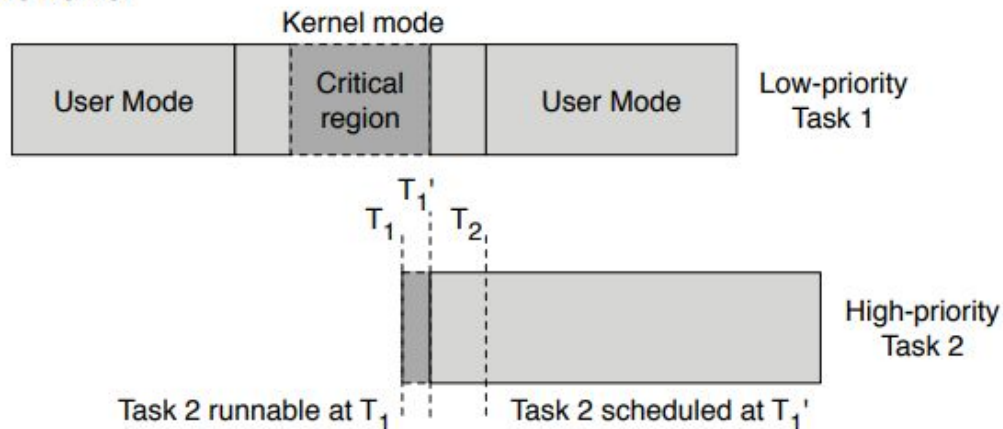 Kernel mode
User Mode
Critical
region
User Mode
Low-priority
Task 1
T1'
T1
T2
High-priority
Task 2
Task 2 runnable at T1
Task 2 scheduled at T1'